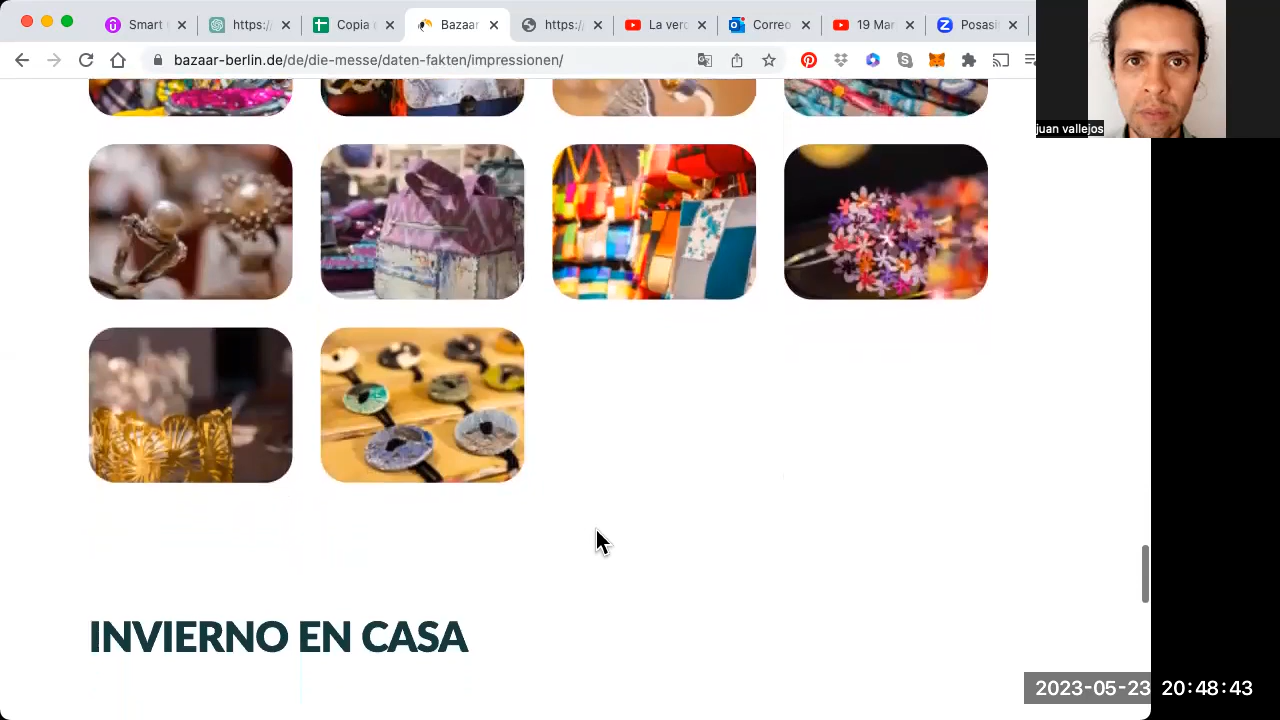 Smart
https:/
Copia
Bazaar
https:/
La vero
Correo
19 Mar
Posasi
bazaar-berlin.de/de/die-messe/daten-fakten/impressionen/
juan vallejos
INVIERNO EN CASA
2023-05-23 20:48:43